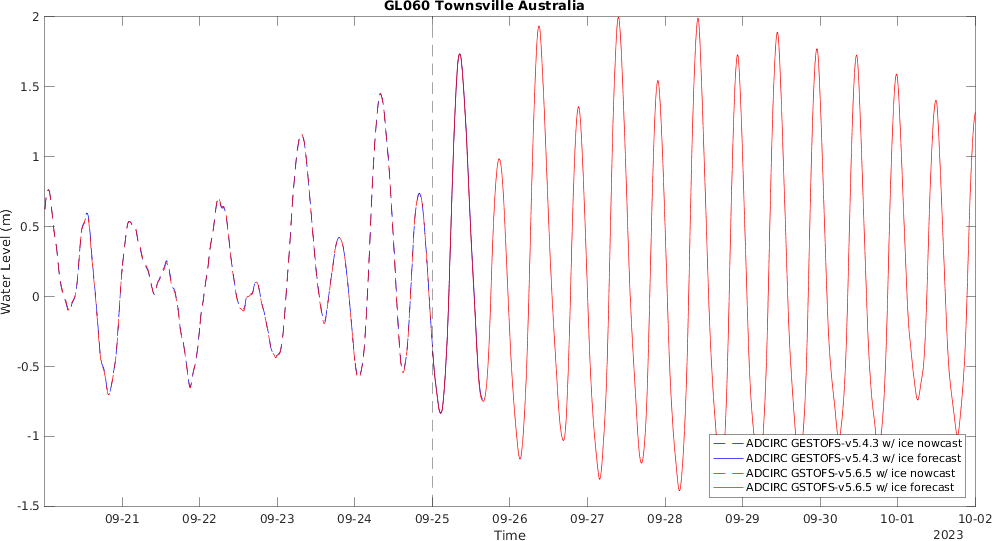 GL060 Townsville Australia
2
1.5
1
0.5
0
-0.5
-1
-1.5
Water Level (m)
ADCIRC GESTOFS-v5.4.3 w/ ice nowcast
ADCIRC GESTOFS-v5.4.3 w/ ice forecast
ADCIRC GSTOFS-v5.6.5 w/ ice nowcast
ADCIRC GSTOFS-v5.6.5 w/ ice forecast
09-21 09-22 09-23 09-24 09-25 09-26 09-27 09-28 09-29 09-30 10-01 10-02
Time
2023